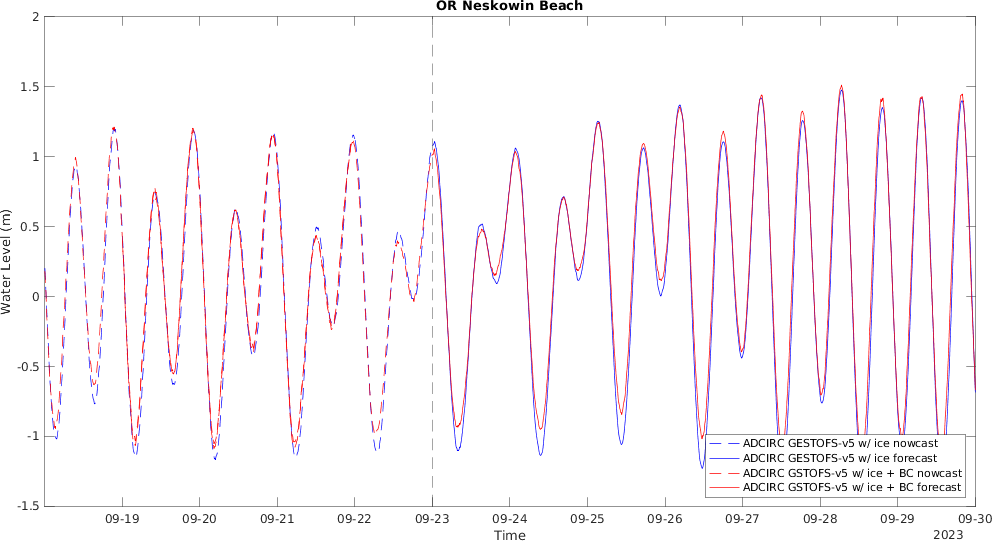 OR Neskowin Beach
2
1.5
1
0.5
0
-0.5
-1
-1.5
Water Level (m)
ADCIRC GESTOFS-v5 w/ ice nowcast
ADCIRC GESTOFS-v5 w/ ice forecast
ADCIRC GSTOFS-v5 w/ ice + BC nowcast
ADCIRC GSTOFS-v5 w/ ice + BC forecast
09-19 09-20 09-21 09-22 09-23 09-24 09-25 09-26 09-27 09-28 09-29 09-30
Time
2023